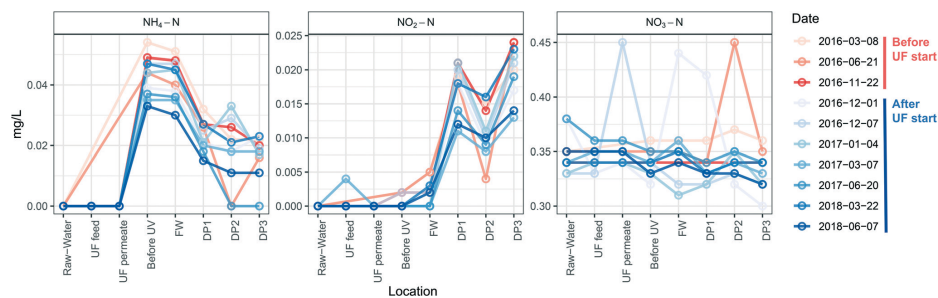 NH₄ − N
NO₂ − N
NO₃ − N
mg/L
0.04
0.02
0.00
0.025
0.020
0.015
0.010
0.005
0.000
0.45
0.40
0.35
0.30
Raw−Water
UF feed
UF permeate
Before UV
FW
DP1
DP2
DP3
Raw−Water
UF feed
UF permeate
Before UV
FW
DP1
DP2
DP3
Raw−Water
UF feed
UF permeate
Before UV
FW
DP1
DP2
DP3
Location
Date
2016−03−08
2016−06−21
2016−11−22
2016−12−01
2016−12−07
2017−01−04
2017−03−07
2017−06−20
2018−03−22
2018−06−07
Before
UF start
After
UF start